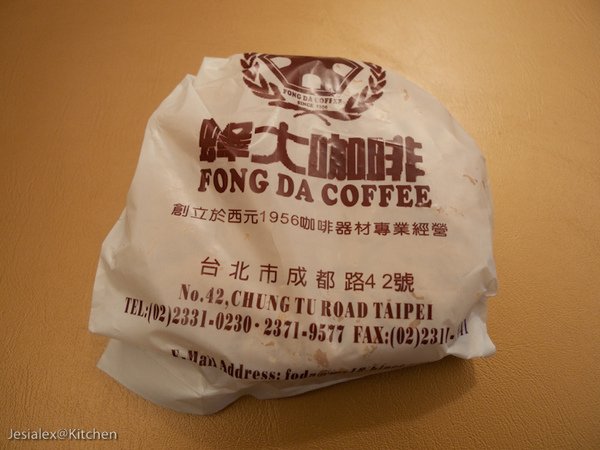 FONG DA COFFEE
SINCE 1956
蜂大咖啡
FONG DA COFFEE
創立於西元1956咖啡器材專業經營
台北市成都路42號
No.42,CHUNG TU ROAD TAIPEI
TEL:(02)2331-0230·2371-9577 FAX:(02)2311-
E-Mail Address:
Jesialex@Kitchen